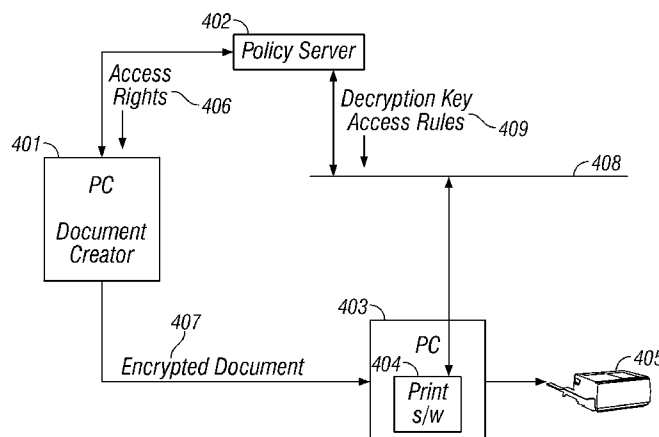 402
Policy Server
Access
Rights
406
Decryption Key
Access Rules
409
401
408
PC
Document
Creator
407
Encrypted Document
403
PC
404
Print
s/w
405